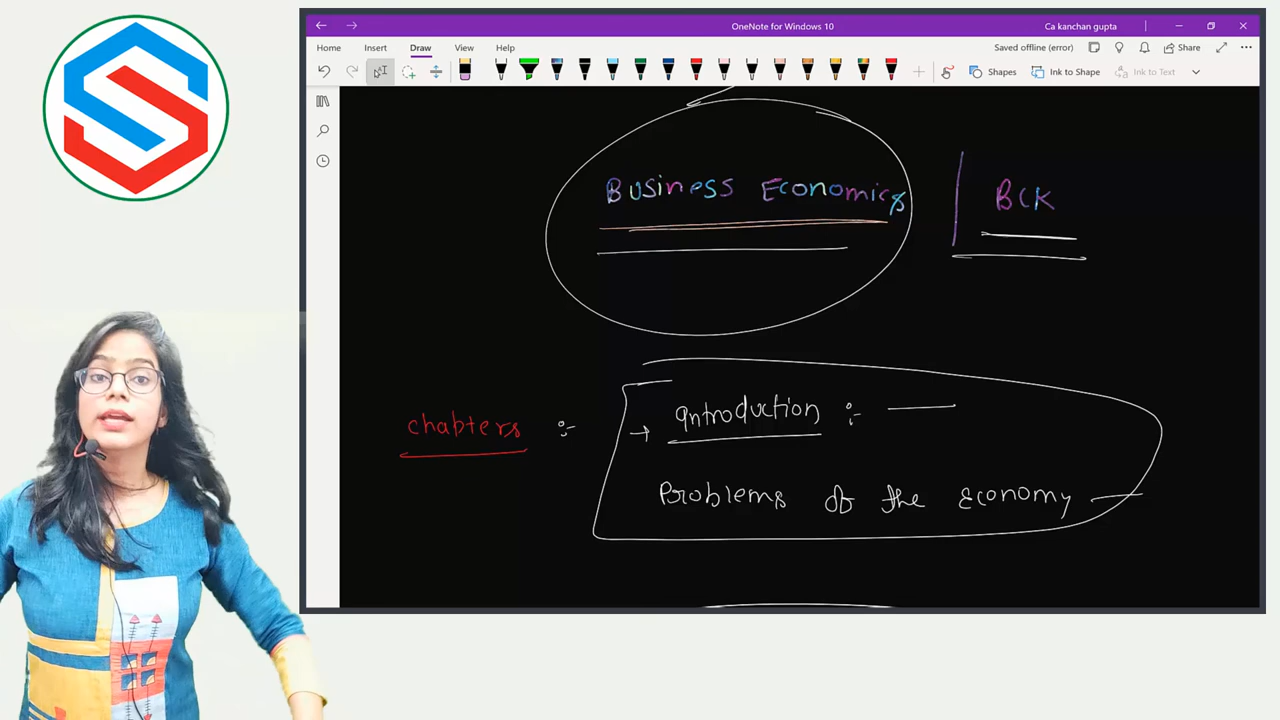 OneNote for Windows 10
Ca kanchan gupta
Home Insert Draw View Help
Saved offline (error)
Share
Shapes
Ink to Shape
Ink to Text
Business Economics
BCK
Introduction :-
chapters :-
Problems of the Economy